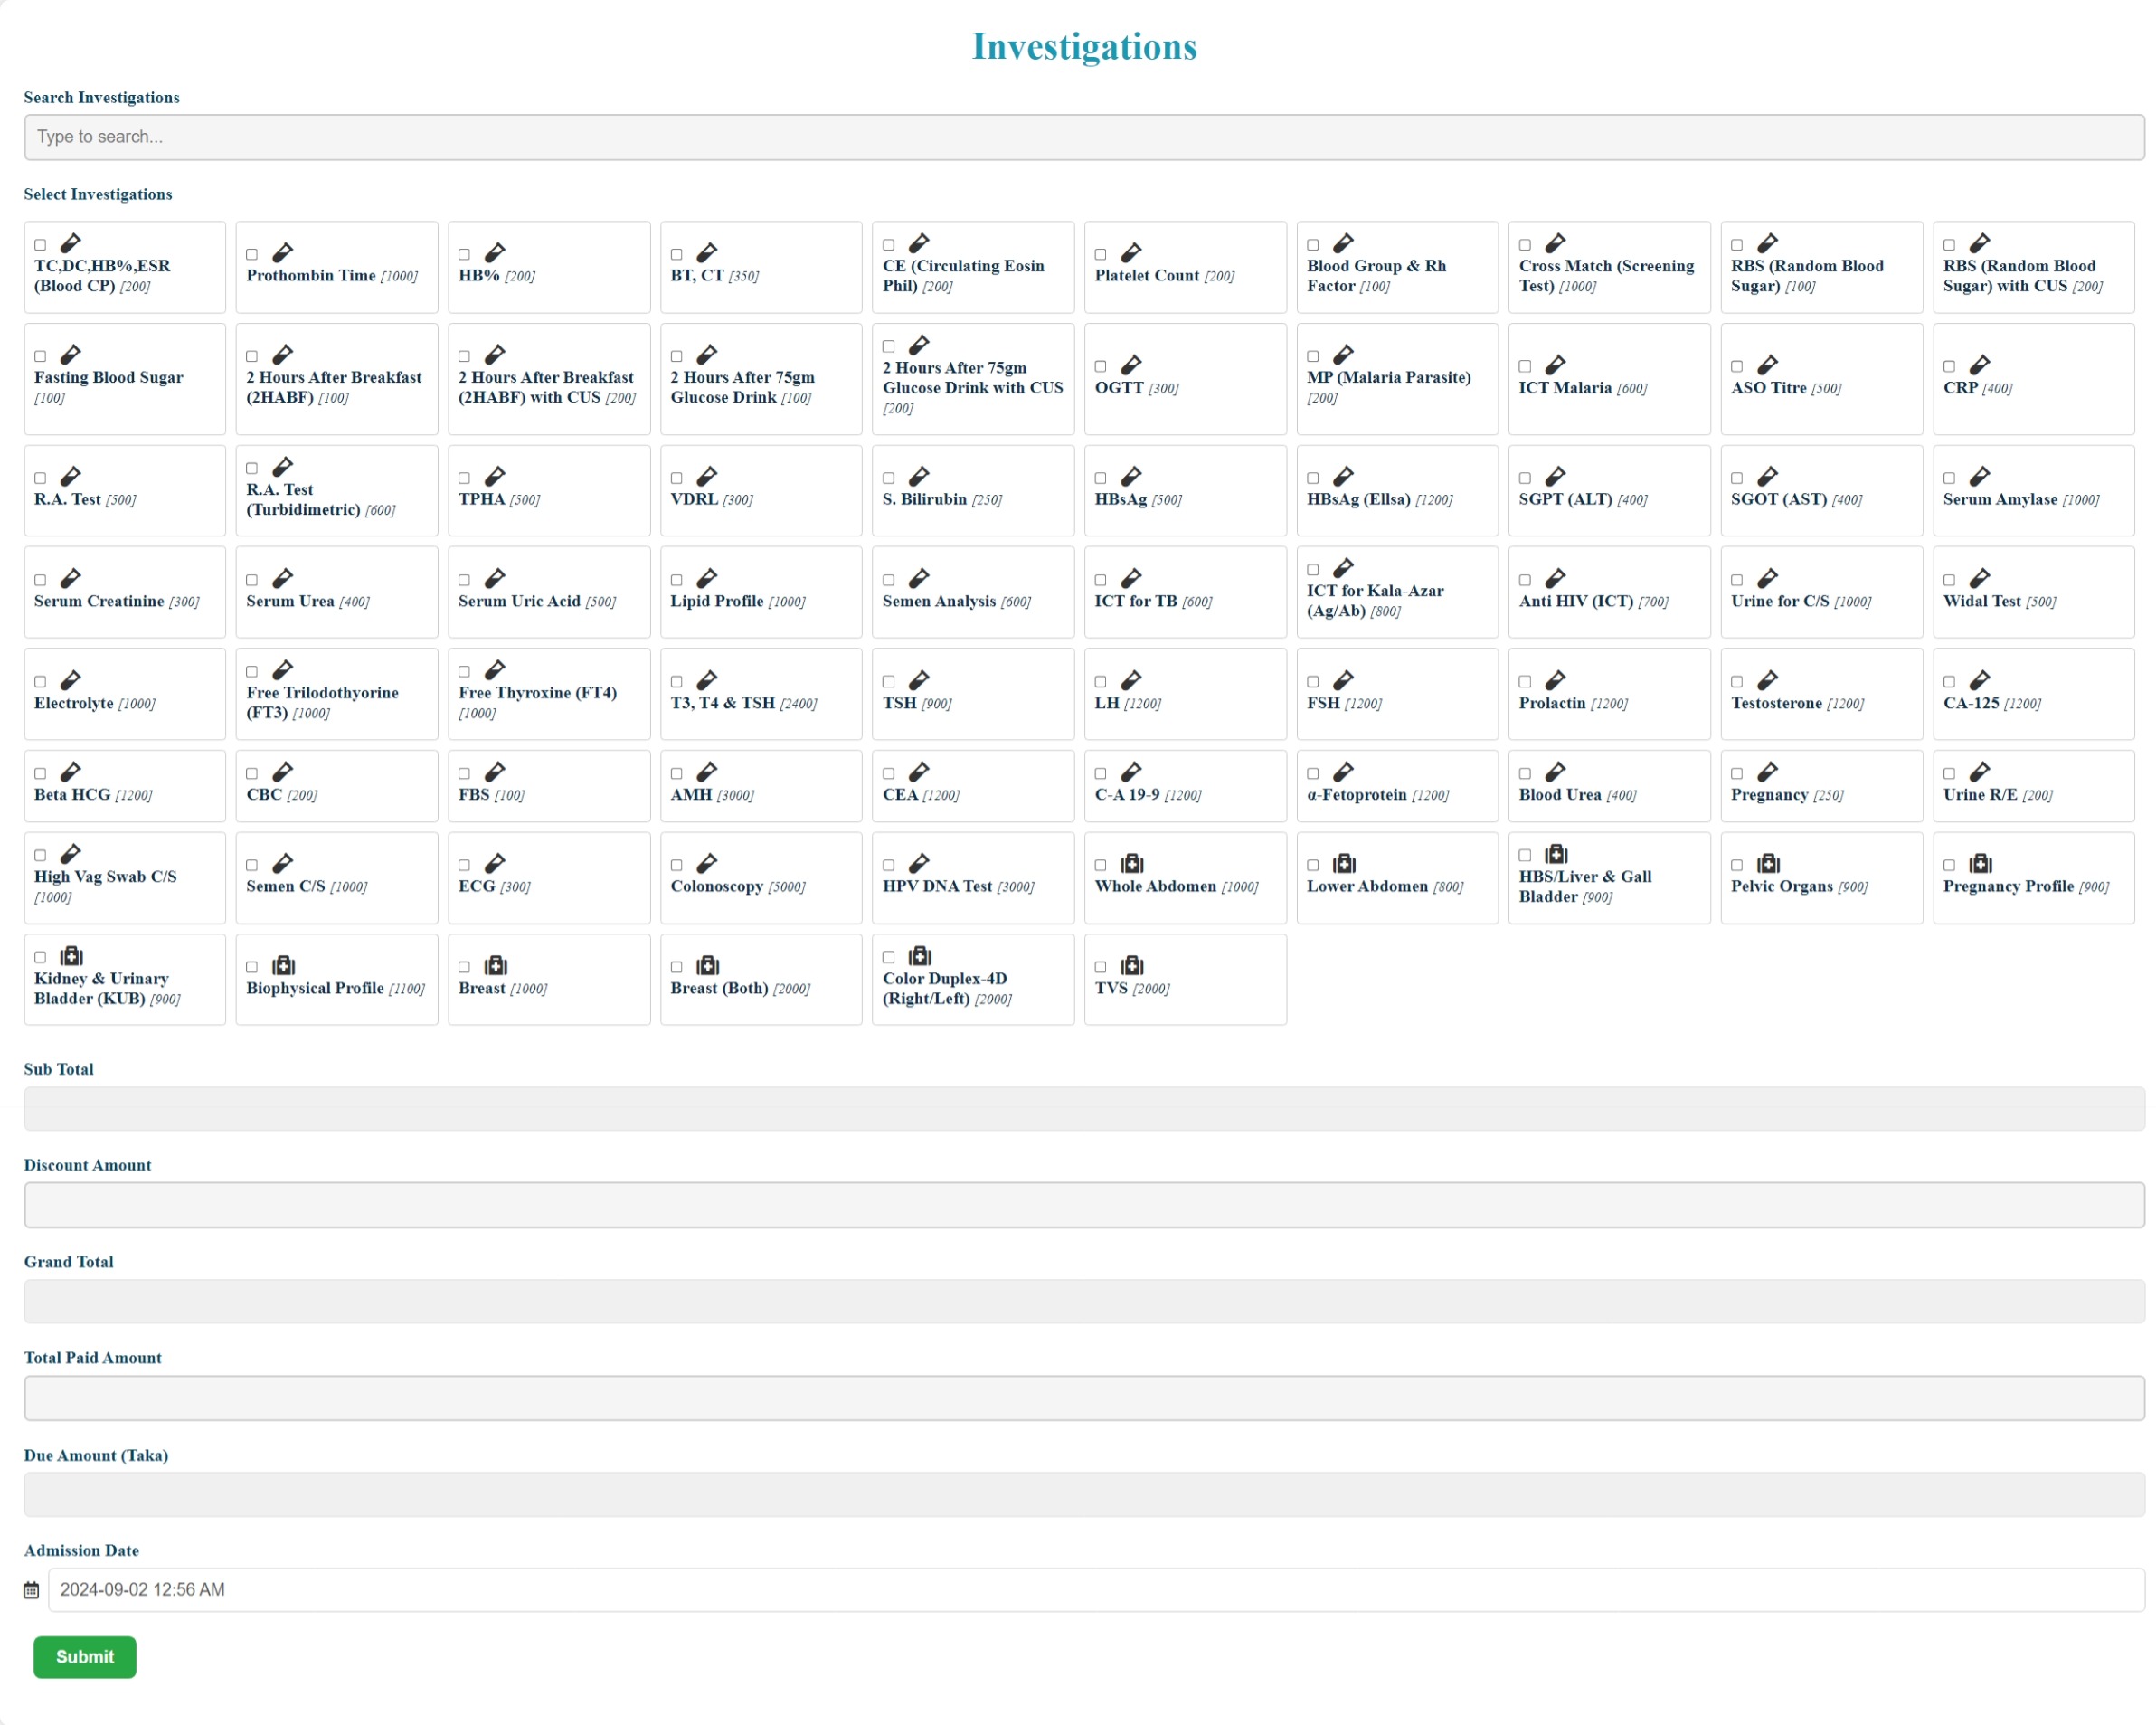 Investigations
Search Investigations
Type to search...
Select Investigations
TC,DC,HB%,ESR
(Blood CP) [200]
Prothombin Time [1000]
HB% [200]
BT, CT [350]
CE (Circulating Eosin
Phil) [200]
Platelet Count [200]
Blood Group & Rh
Factor [100]
Cross Match (Screening
Test) [1000]
RBS (Random Blood
Sugar) [100]
RBS (Random Blood
Sugar) with CUS [200]
Fasting Blood Sugar
[100]
2 Hours After Breakfast
(2HABF) [100]
2 Hours After Breakfast
(2HABF) with CUS [200]
2 Hours After 75gm
Glucose Drink [100]
2 Hours After 75gm
Glucose Drink with CUS
[200]
OGTT [300]
MP (Malaria Parasite)
[200]
ICT Malaria [600]
ASO Titre [500]
CRP [400]
R.A. Test [500]
R.A. Test
(Turbidimetric) [600]
TPHA [500]
VDRL [300]
S. Bilirubin [250]
HBsAg [500]
HBsAg (Ellsa) [1200]
SGPT (ALT) [400]
SGOT (AST) [400]
Serum Amylase [1000]
Serum Creatinine [300]
Serum Urea [400]
Serum Uric Acid [500]
Lipid Profile [1000]
Semen Analysis [600]
ICT for TB [600]
ICT for Kala-Azar
(Ag/Ab) [800]
Anti HIV (ICT) [700]
Urine for C/S [1000]
Widal Test [500]
Electrolyte [1000]
Free Trilodothyorine
(FT3) [1000]
Free Thyroxine (FT4)
[1000]
T3, T4 & TSH [2400]
TSH [900]
LH [1200]
FSH [1200]
Prolactin [1200]
Testosterone [1200]
CA-125 [1200]
Beta HCG [1200]
CBC [200]
FBS [100]
AMH [3000]
CEA [1200]
C-A 19-9 [1200]
α-Fetoprotein [1200]
Blood Urea [400]
Pregnancy [250]
Urine R/E [200]
High Vag Swab C/S
[1000]
Semen C/S [1000]
ECG [300]
Colonoscopy [5000]
HPV DNA Test [3000]
Whole Abdomen [1000]
Lower Abdomen [800]
HBS/Liver & Gall
Bladder [900]
Pelvic Organs [900]
Pregnancy Profile [900]
Kidney & Urinary
Bladder (KUB) [900]
Biophysical Profile [1100]
Breast [1000]
Breast (Both) [2000]
Color Duplex-4D
(Right/Left) [2000]
TVS [2000]
Sub Total
Discount Amount
Grand Total
Total Paid Amount
Due Amount (Taka)
Admission Date
2024-09-02 12:56 AM
Submit